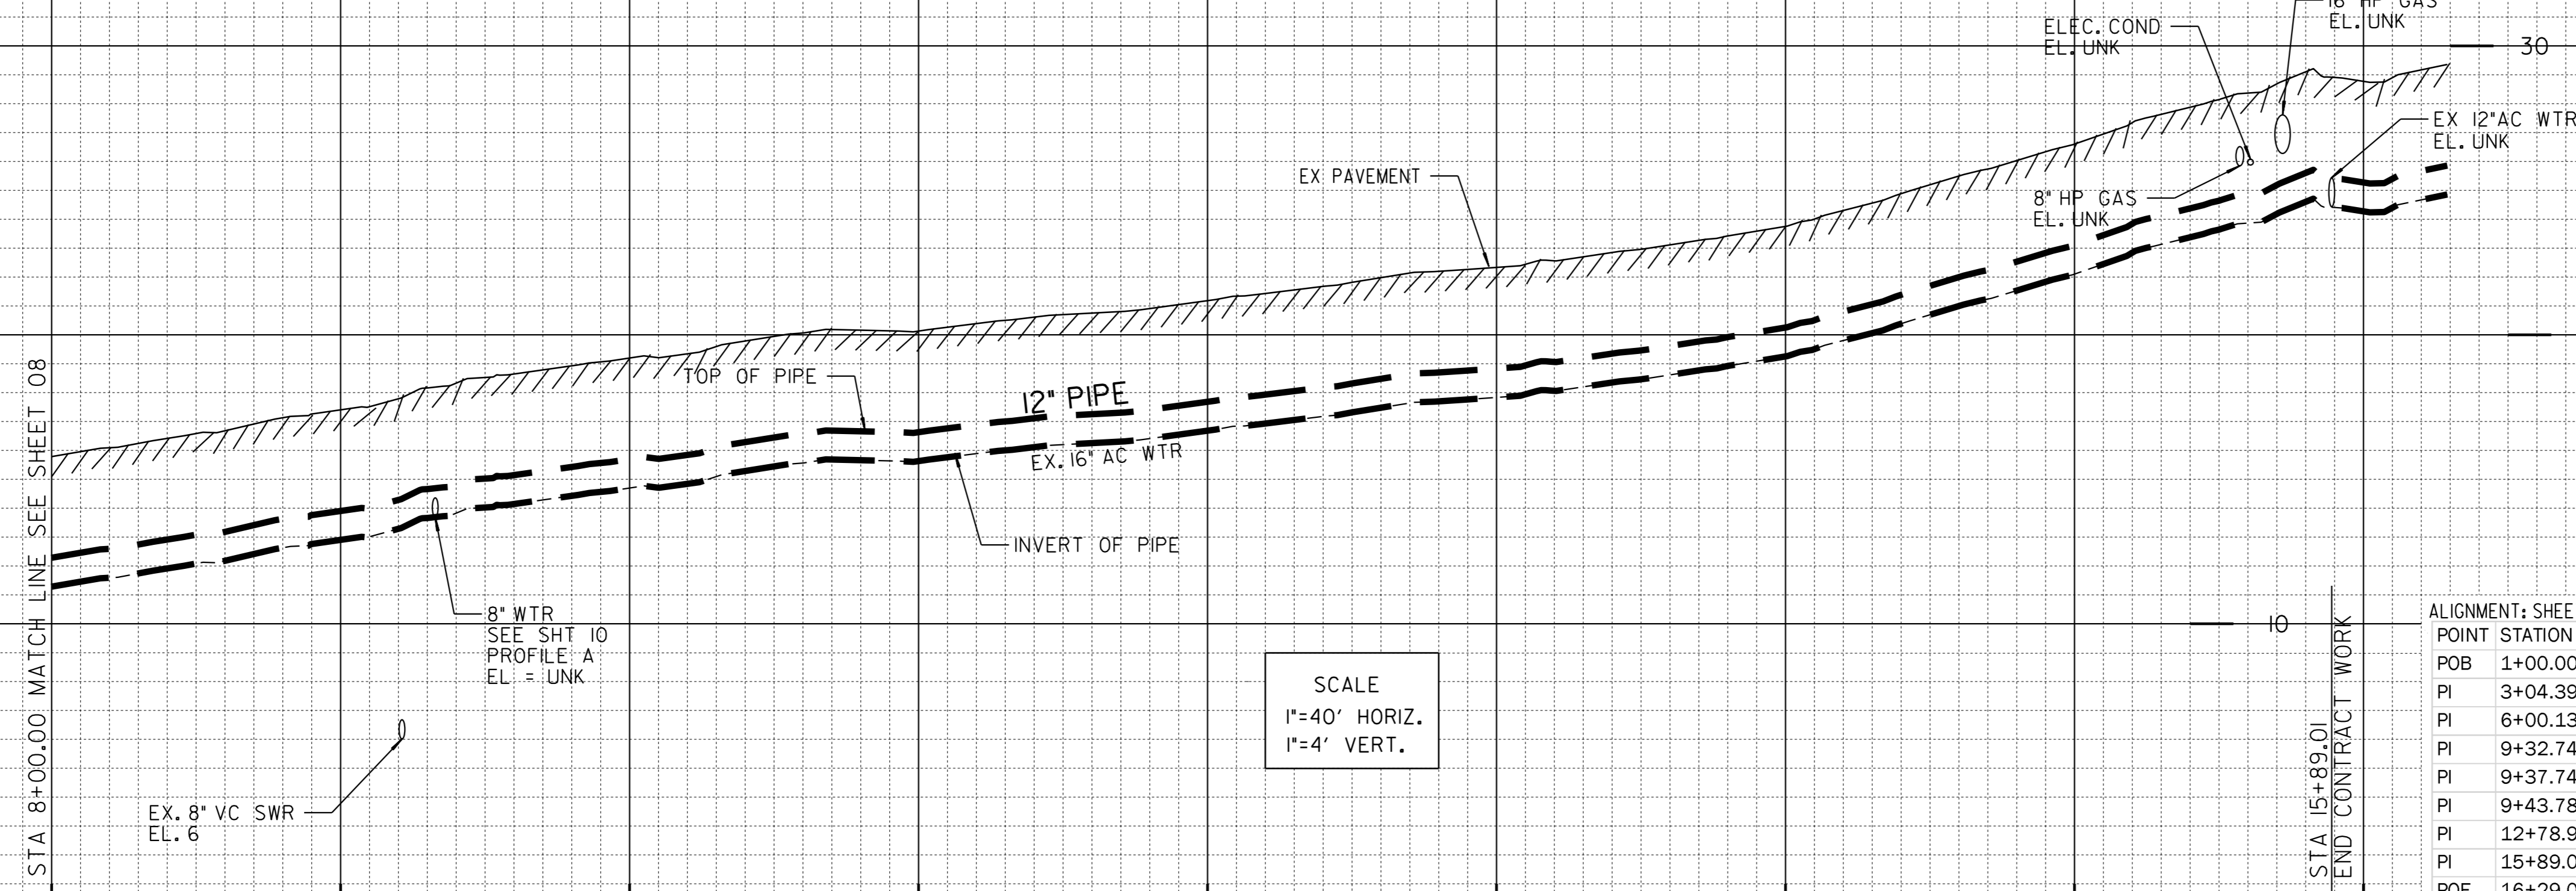 16" HP GAS
EL. UNK
ELEC. COND
EL. UNK
30
EX 12" AC WTR
EL. UNK
EX PAVEMENT
8" HP GAS
EL. UNK
TOP OF PIPE
12" PIPE
EX. 16" AC WTR
INVERT OF PIPE
STA 8+00.00 MATCH LINE SEE SHEET 08
8" WTR
SEE SHT 10
PROFILE A
EL = UNK
SCALE
1"=40' HORIZ.
1"=4' VERT.
EX. 8" VC SWR
EL. 6
10
STA 15+89.01
END CONTRACT WORK
ALIGNMENT: SHEE
POINT STATION
POB 1+00.00
PI 3+04.39
PI 6+00.13
PI 9+32.74
PI 9+37.74
PI 9+43.78
PI 12+78.9
PI 15+89.0
POE 16+29.0